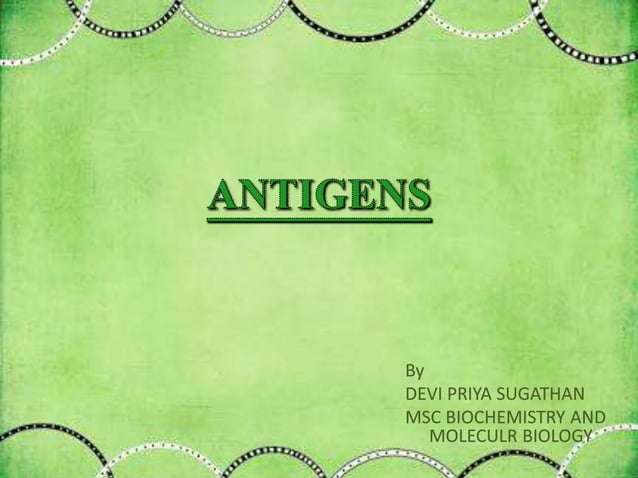 ANTIGENS
By
DEVI PRIYA SUGATHAN
MSC BIOCHEMISTRY AND
MOLECULR BIOLOGY